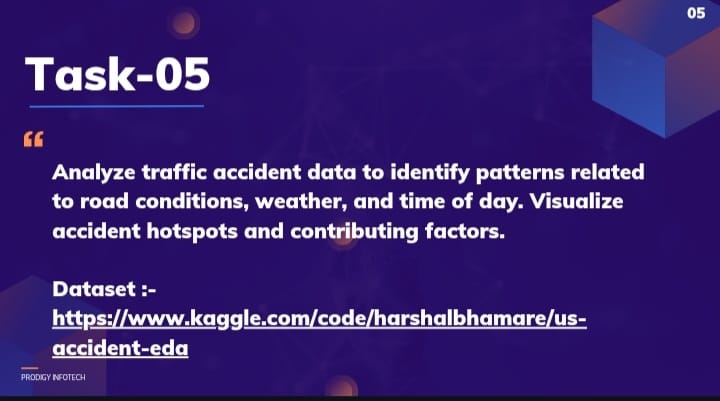 05
Task-05
“
Analyze traffic accident data to identify patterns related
to road conditions, weather, and time of day. Visualize
accident hotspots and contributing factors.
Dataset :-
https://www.kaggle.com/code/harshalbhamare/us-
accident-eda
PRODIGY INFOTECH